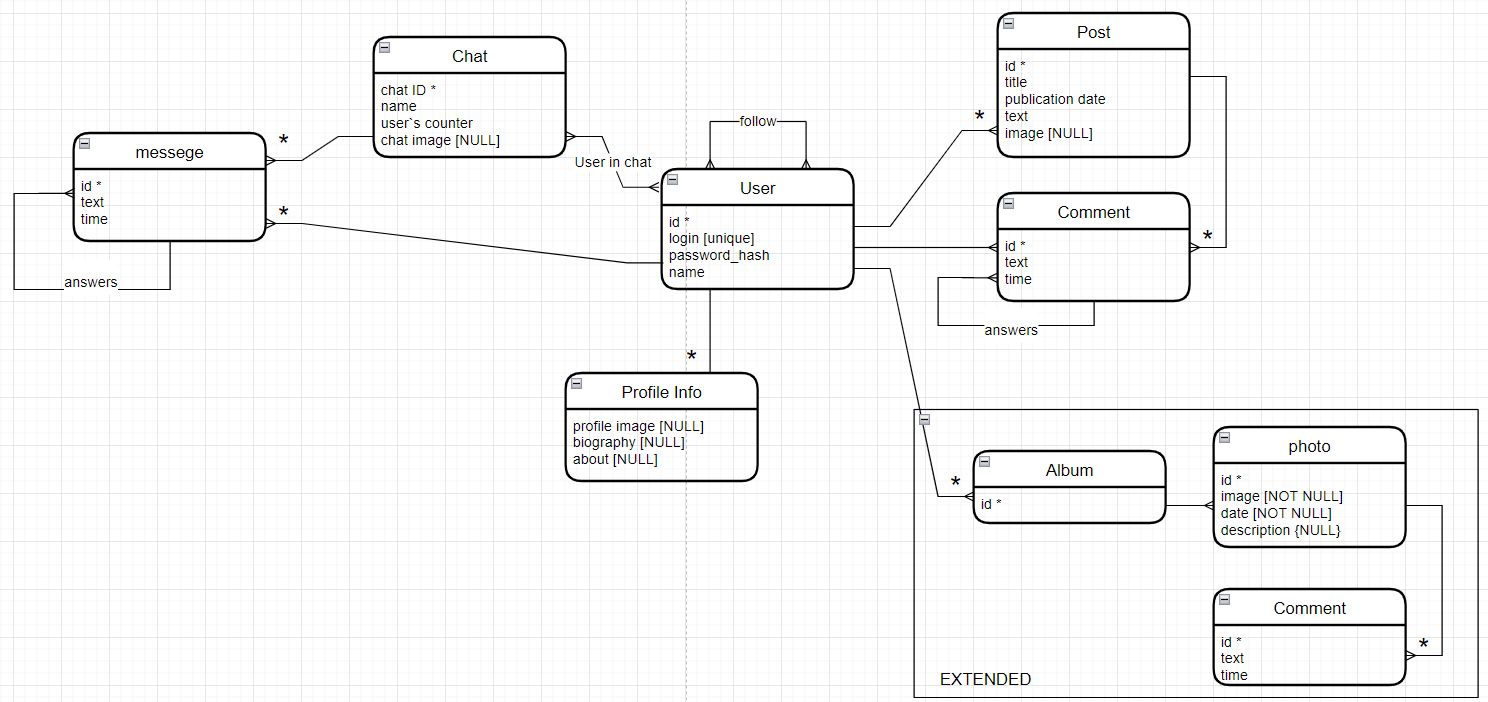 Chat
chat ID *
name
user`s counter
chat image [NULL]
*
messege
id *
text
time
*
answers
User in chat
follow
User
id *
login [unique]
password_hash
name
*
Profile Info
profile image [NULL]
biography [NULL]
about [NULL]
Post
id *
title
publication date
text
image [NULL]
*
Comment
id *
text
time
*
answers
*
Album
id *
photo
id *
image [NOT NULL]
date [NOT NULL]
description {NULL}
Comment
id *
text
time
*
EXTENDED